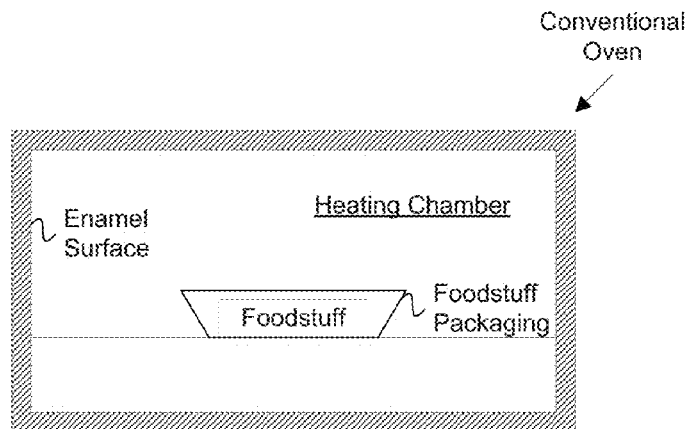 Conventional
Oven
Heating Chamber
Enamel
Surface
Foodstuff
Foodstuff
Packaging